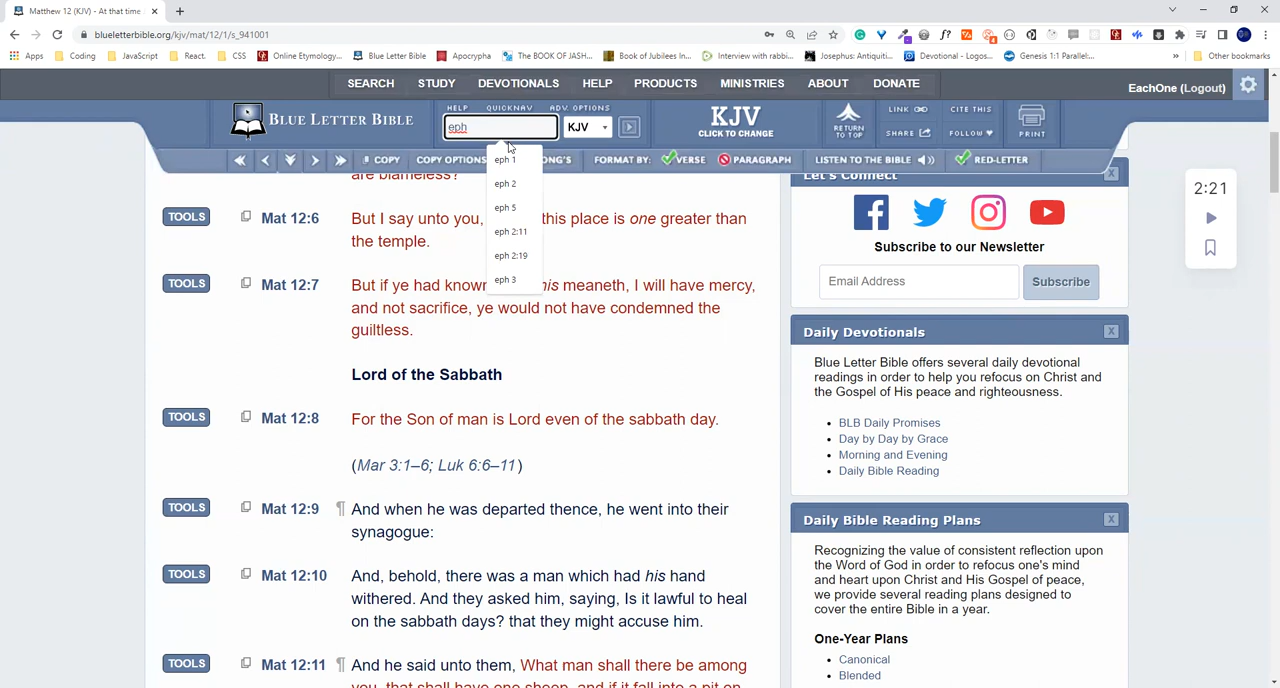 Matthew 12 (KJV) - At that time
blueletterbible.org/kjv/mat/12/1/s_941001
Apps
Coding
JavaScript
React.
CSS
Online Etymology...
Blue Letter Bible
Apocrypha
The BOOK OF JASH...
Book of Jubilees In...
Interview with rabbi...
Josephus: Antiquiti...
Devotional - Logos...
Genesis 1:1 Parallel:...
»
Other bookmarks
SEARCH
STUDY
DEVOTIONALS
HELP
PRODUCTS
MINISTRIES
ABOUT
DONATE
EachOne (Logout)
BLUE LETTER BIBLE
HELP
QUICKNAV
ADV. OPTIONS
eph
KJV
KJV
CLICK TO CHANGE
RETURN
TO TOP
LINK
CITE THIS
SHARE
FOLLOW
PRINT
COPY
COPY OPTIONS
ONG'S
FORMAT BY:
VERSE
PARAGRAPH
LISTEN TO THE BIBLE
RED-LETTER
eph 1
eph 2
eph 5
eph 2:11
eph 2:19
eph 3
are blameless?
TOOLS
Mat 12:6
But I say unto you,
this place is one greater than
the temple.
TOOLS
Mat 12:7
But if ye had known
his meaneth, I will have mercy,
and not sacrifice, ye would not have condemned the
guiltless.
Lord of the Sabbath
TOOLS
Mat 12:8
For the Son of man is Lord even of the sabbath day.
(Mar 3:1–6; Luk 6:6–11)
TOOLS
Mat 12:9
¶ And when he was departed thence, he went into their
synagogue:
TOOLS
Mat 12:10
And, behold, there was a man which had his hand
withered. And they asked him, saying, Is it lawful to heal
on the sabbath days? that they might accuse him.
TOOLS
Mat 12:11
¶ And he said unto them, What man shall there be among
you, that shall have one sheep, and if it fall into a pit on
Let's Connect
X
Subscribe to our Newsletter
Email Address
Subscribe
Daily Devotionals
X
Blue Letter Bible offers several daily devotional
readings in order to help you refocus on Christ and
the Gospel of His peace and righteousness.
BLB Daily Promises
Day by Day by Grace
Morning and Evening
Daily Bible Reading
Daily Bible Reading Plans
X
Recognizing the value of consistent reflection upon
the Word of God in order to refocus one's mind
and heart upon Christ and His Gospel of peace,
we provide several reading plans designed to
cover the entire Bible in a year.
One-Year Plans
Canonical
Blended
2:21